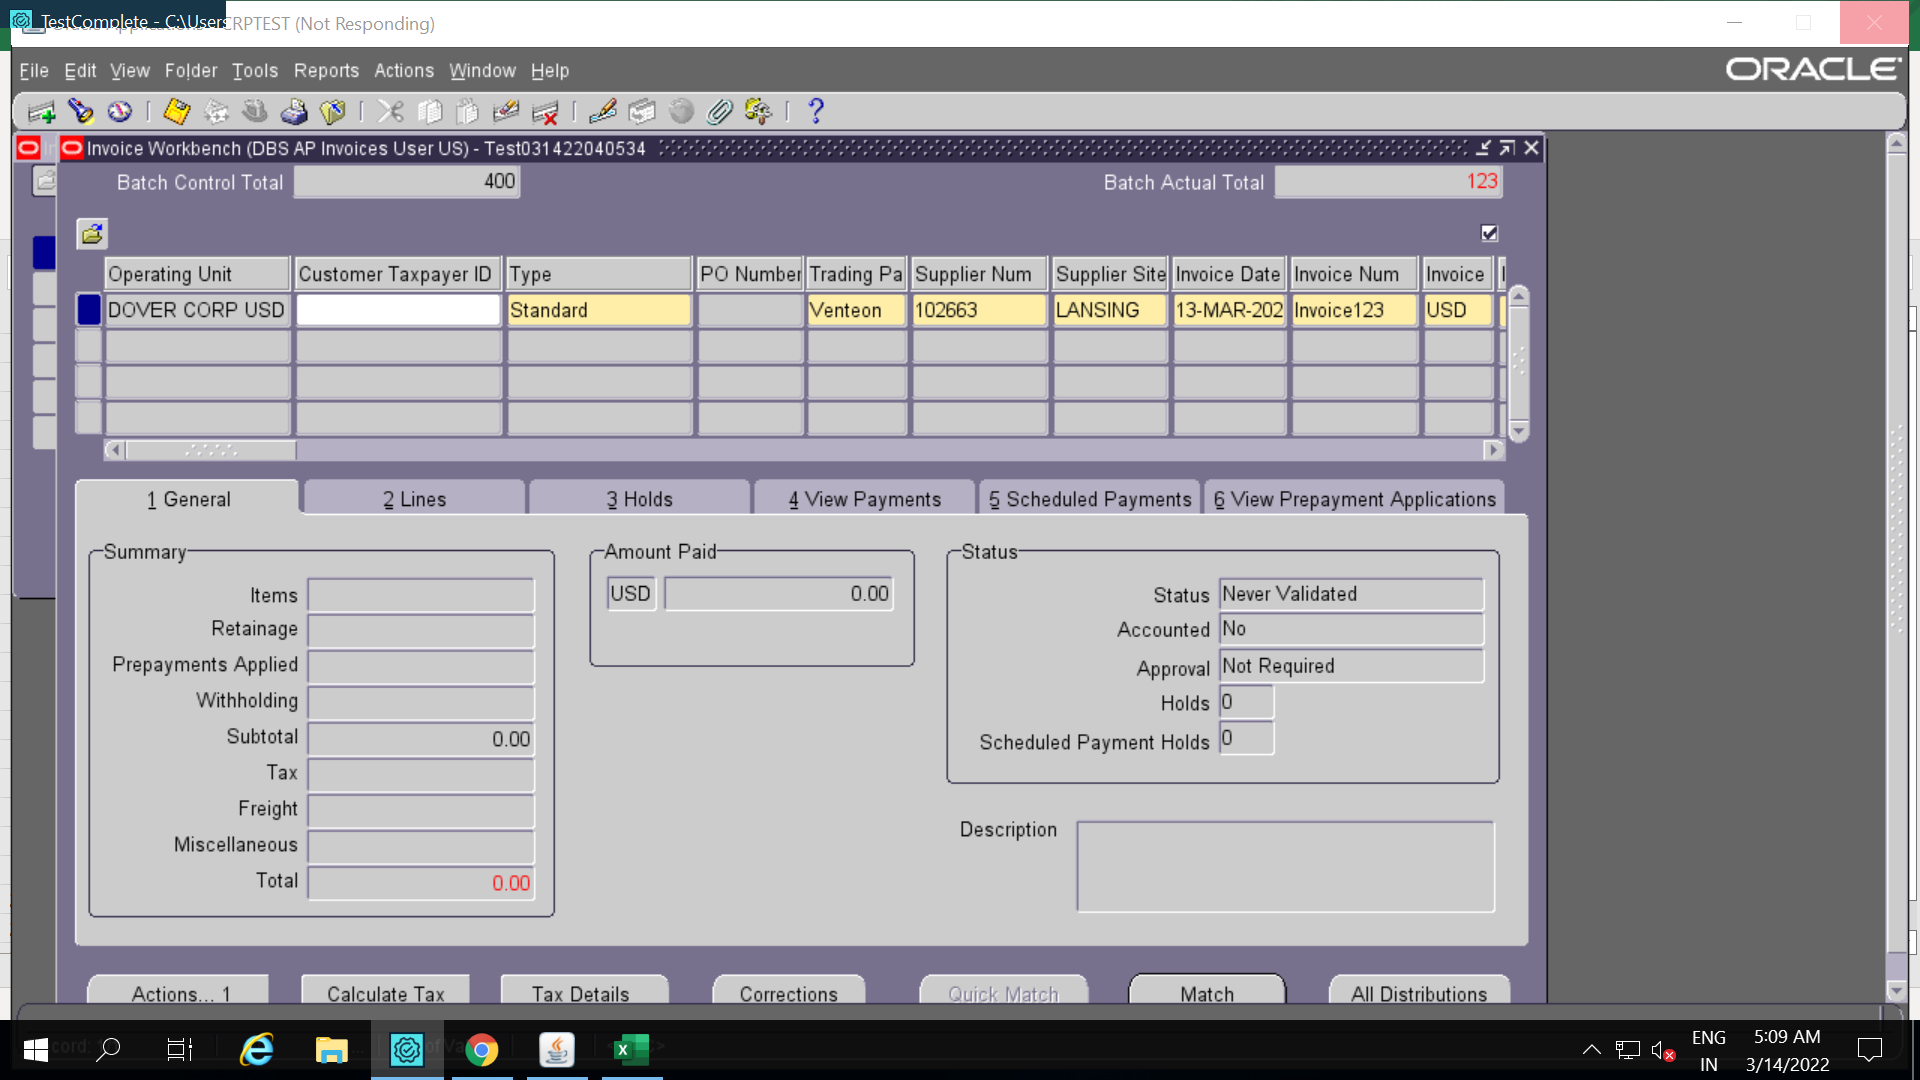 TestComplete - C:\Users CRPTEST (Not Responding)
File Edit View Folder Tools Reports Actions Window Help
ORACLE
Invoice Workbench (DBS AP Invoices User US) - Test031422040534
Batch Control Total 400 Batch Actual Total 123
Operating Unit Customer Taxpayer ID Type PO Number Trading Pa Supplier Num Supplier Site Invoice Date Invoice Num Invoice
DOVER CORP USD Standard Venteon 102663 LANSING 13-MAR-202 Invoice123 USD
1 General 2 Lines 3 Holds 4 View Payments 5 Scheduled Payments 6 View Prepayment Applications
Summary Amount Paid Status
Items USD 0.00 Status Never Validated
Retainage Accounted No
Prepayments Applied Approval Not Required
Withholding Holds 0
Subtotal 0.00 Scheduled Payment Holds 0
Tax
Freight
Description
Miscellaneous
Total 0.00
Actions... 1 Calculate Tax Tax Details Corrections Quick Match Match All Distributions
ENG 5:09 AM
IN 3/14/2022